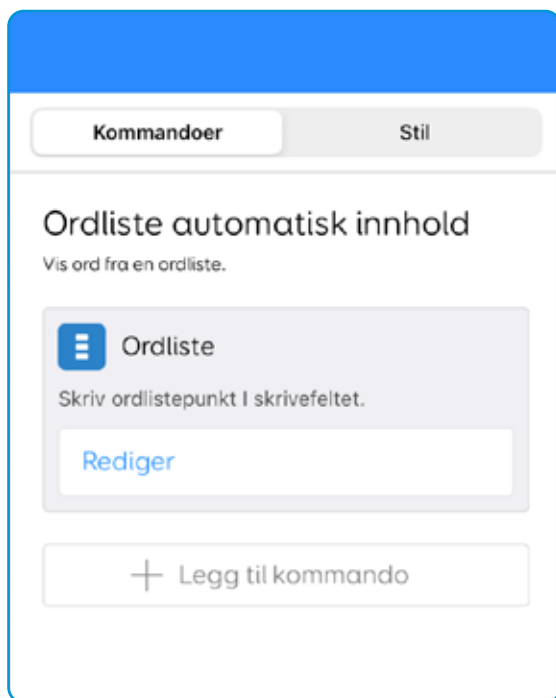 Kommandoer
Stil
Ordliste automatisk innhold
Vis ord fra en ordliste.
Ordliste
Skriv ordlistepunkt I skrivefeltet.
Rediger
+ Legg til kommando